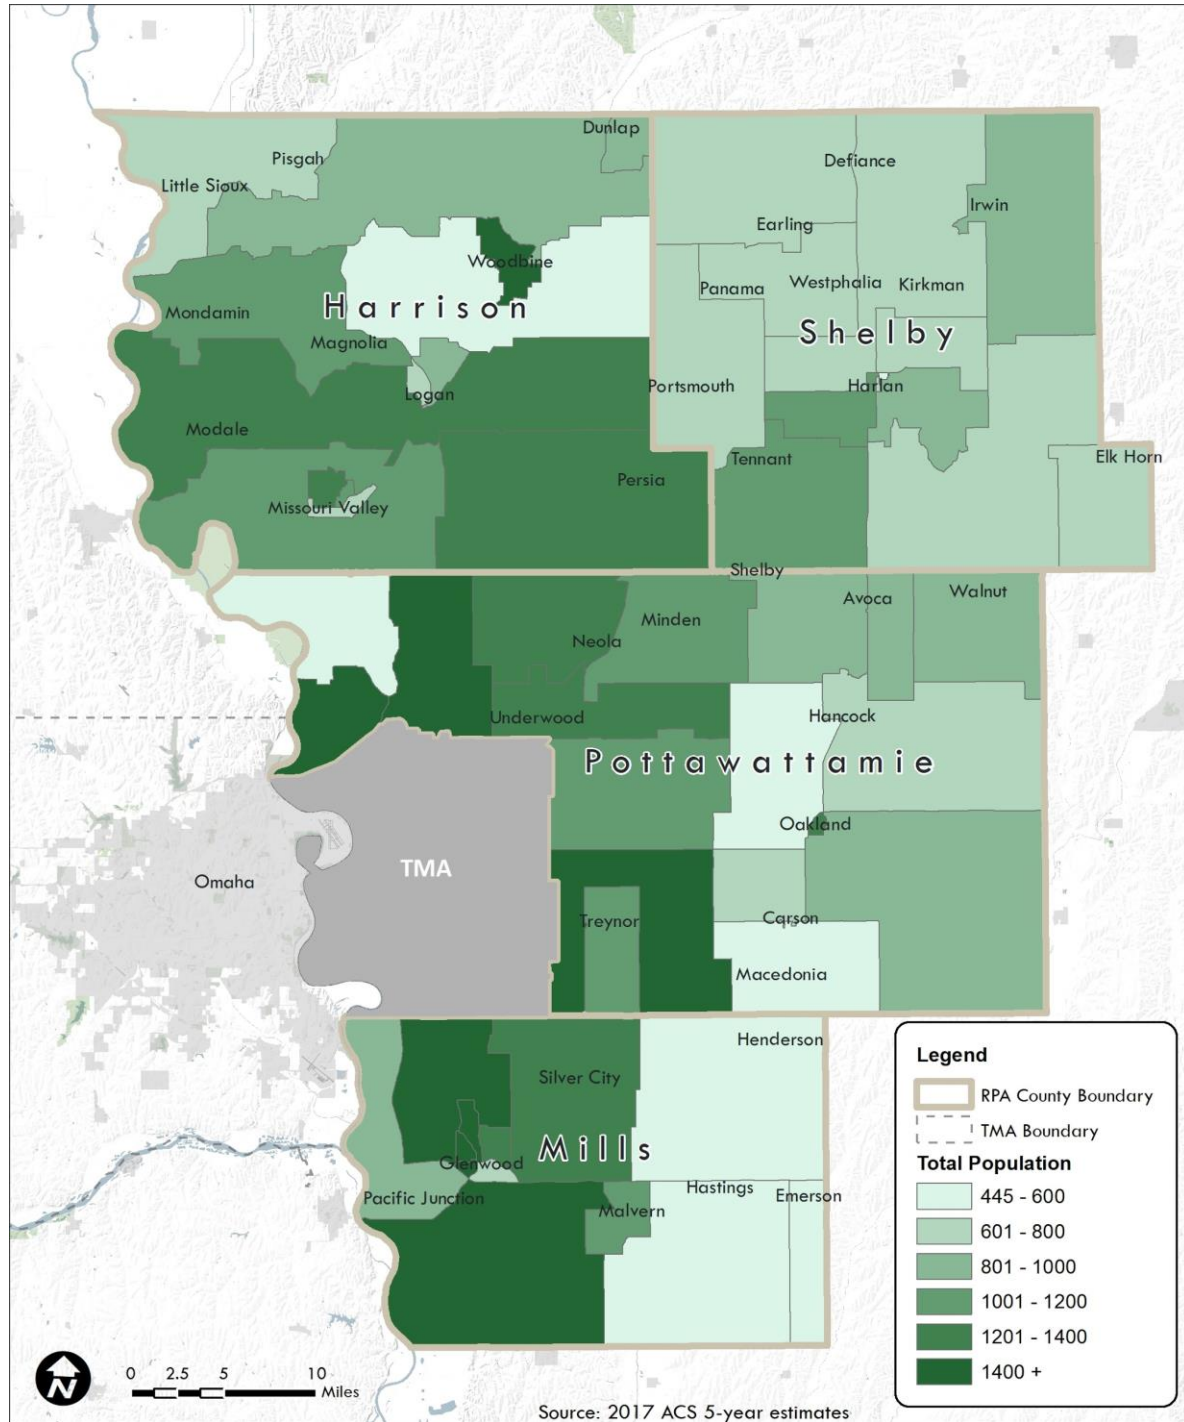 Dunlap
Pisgah
Defiance
Little Sioux
Irwin
Earling
Woodbine
Westphalia
Kirkman
Panama
Harrison
Mondamin
Shelby
Magnolia
Portsmouth
Harlan
Logan
Modale
Tennant
Elk Horn
Persia
Missouri Valley
Shelby
Walnut
Avoca
Minden
Neola
Underwood
Hancock
Pottawattamie
Oakland
TMA
Omaha
Treynor
Carson
Macedonia
Henderson
Silver City
Mills
Glenwood
Hastings
Emerson
Pacific Junction
Malvern
Legend
RPA County Boundary
TMA Boundary
Total Population
445 - 600
601 - 800
801 - 1000
1001 - 1200
1201 - 1400
1400 +
N
0 2.5 5 10
Miles
Source: 2017 ACS 5-year estimates